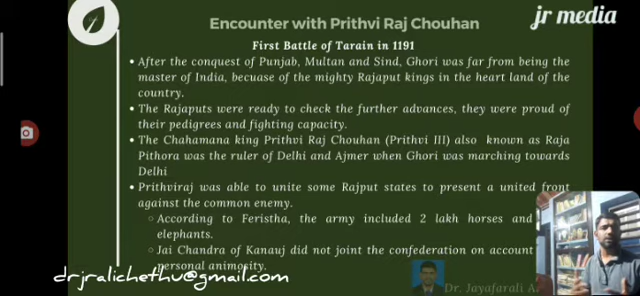 jr media
Encounter with Prithvi Raj Chouhan
First Battle of Tarain in 1191
• After the conquest of Punjab, Multan and Sind, Ghori was far from being the
master of India, becuase of the mighty Rajaput kings in the heart land of the
country.
• The Rajaputs were ready to check the further advances, they were proud of
their pedigrees and fighting capacity.
• The Chahamana king Prithvi Raj Chouhan (Prithvi III) also known as Raja
Pithora was the ruler of Delhi and Ajmer when Ghori was marching towards
Delhi
• Prithviraj was able to unite some Rajput states to present a united front
against the common enemy.
○ According to Feristha, the army included 2 lakh horses and
elephants.
○ Jai Chandra of Kanauj did not joint the confederation on account
personal animosity.
drjralichethu@gmail.com
Dr. Jayafarali